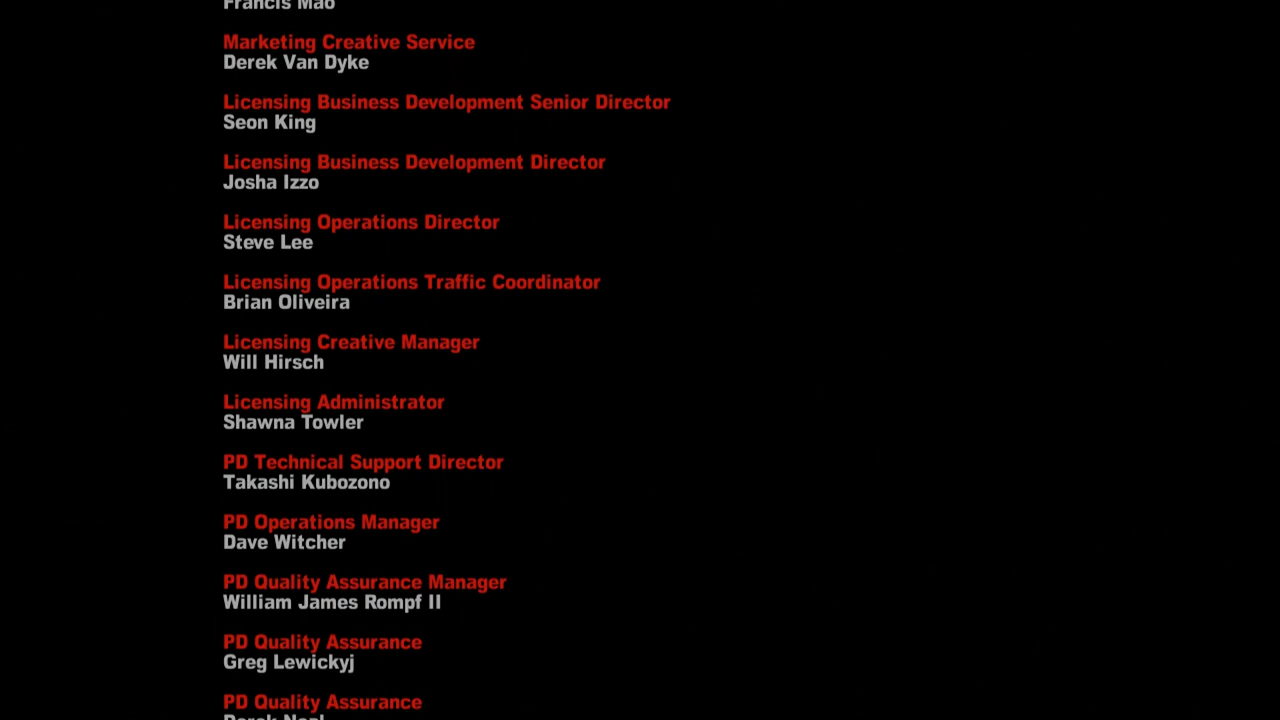 Francis Mao
Marketing Creative Service
Derek Van Dyke
Licensing Business Development Senior Director
Seon King
Licensing Business Development Director
Josha Izzo
Licensing Operations Director
Steve Lee
Licensing Operations Traffic Coordinator
Brian Oliveira
Licensing Creative Manager
Will Hirsch
Licensing Administrator
Shawna Towler
PD Technical Support Director
Takashi Kubozono
PD Operations Manager
Dave Witcher
PD Quality Assurance Manager
William James Rompf II
PD Quality Assurance
Greg Lewickyj
PD Quality Assurance